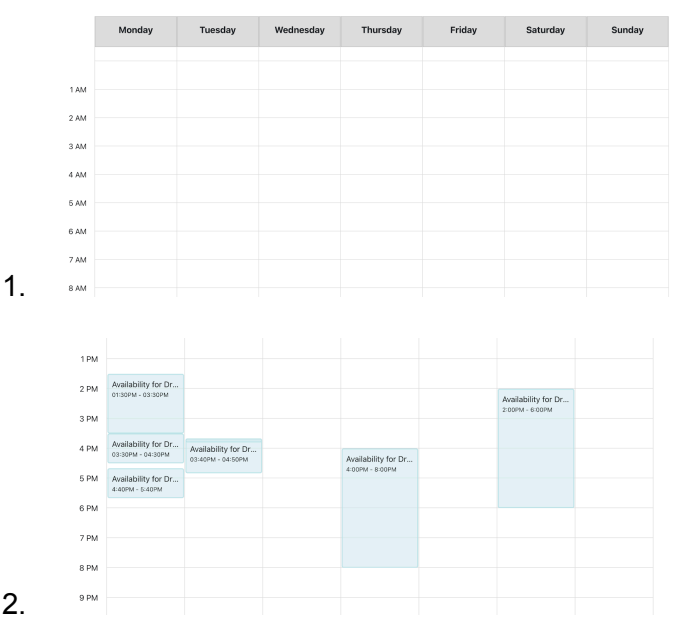 Monday Tuesday Wednesday Thursday Friday Saturday Sunday
1 AM
2 AM
3 AM
4 AM
5 AM
6 AM
7 AM
1.
8 AM
1 PM
Availability for Dr...
01:30PM - 03:30PM
2 PM
Availability for Dr...
2:00PM - 6:00PM
3 PM
Availability for Dr...
03:30PM - 04:30PM
4 PM
Availability for Dr...
03:40PM - 04:50PM
Availability for Dr...
4:00PM - 8:00PM
5 PM
Availability for Dr...
4:40PM - 5:40PM
6 PM
7 PM
8 PM
9 PM
2.